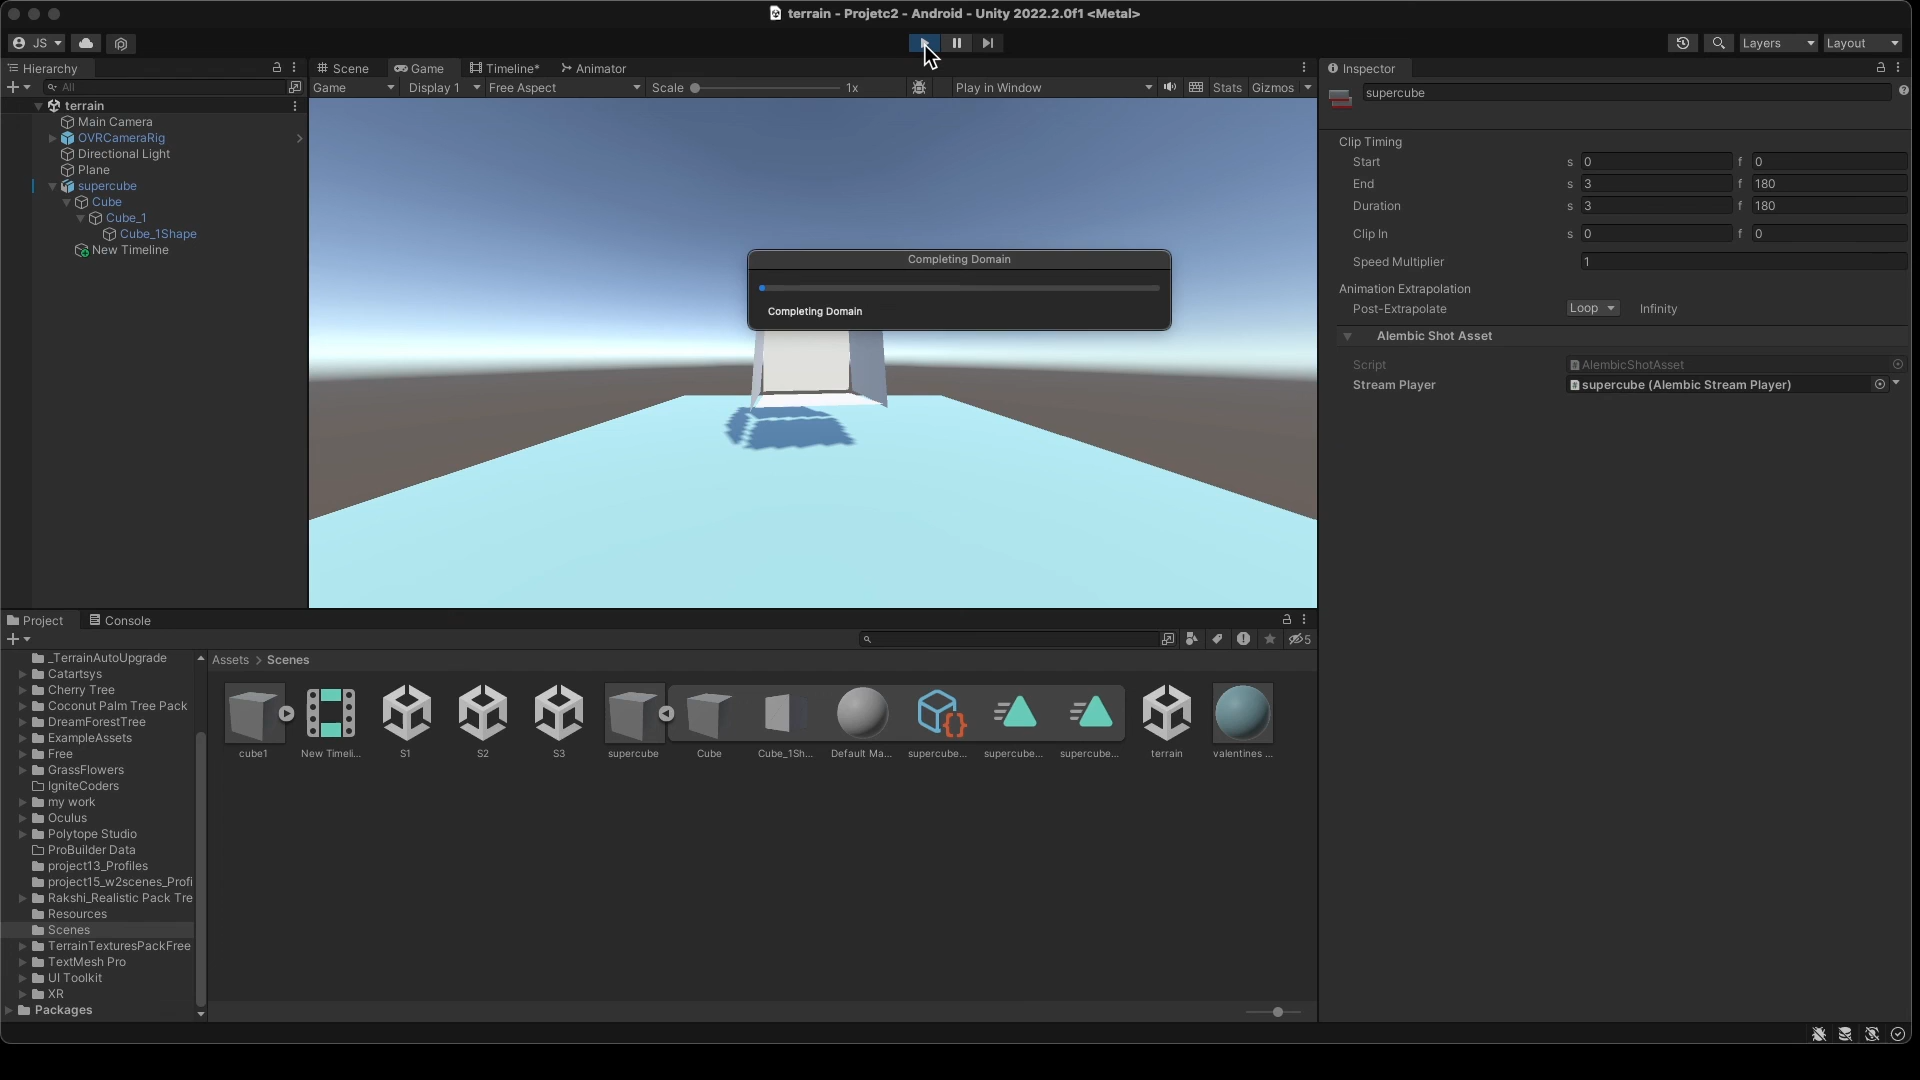 terrain - Projetc2 - Android - Unity 2022.2.0f1 <Metal>
JS
Layers
Layout
Hierarchy
All
terrain
Main Camera
OVRCameraRig
Directional Light
Plane
supercube
Cube
Cube_1
Cube_1Shape
New Timeline
Scene
Game
Timeline*
Animator
Game
Display 1
Free Aspect
Scale
1x
Play in Window
Stats
Gizmos
Completing Domain
Completing Domain
Inspector
supercube
Clip Timing
Start s 0 f 0
End s 3 f 180
Duration s 3 f 180
Clip In s 0 f 0
Speed Multiplier 1
Animation Extrapolation
Post-Extrapolate Loop Infinity
Alembic Shot Asset
Script AlembicShotAsset
Stream Player supercube (Alembic Stream Player)
Project
Console
5
_TerrainAutoUpgrade
Catartsys
Cherry Tree
Coconut Palm Tree Pack
DreamForestTree
ExampleAssets
Free
GrassFlowers
IgniteCoders
my work
Oculus
Polytope Studio
ProBuilder Data
project13_Profiles
project15_w2scenes_Profi
Rakshi_Realistic Pack Tre
Resources
Scenes
TerrainTexturesPackFree
TextMesh Pro
UI Toolkit
XR
Packages
Assets > Scenes
cube1
New Timeli...
S1
S2
S3
supercube
Cube
Cube_1Sh...
Default Ma...
supercube...
supercube...
supercube...
terrain
valentines ...